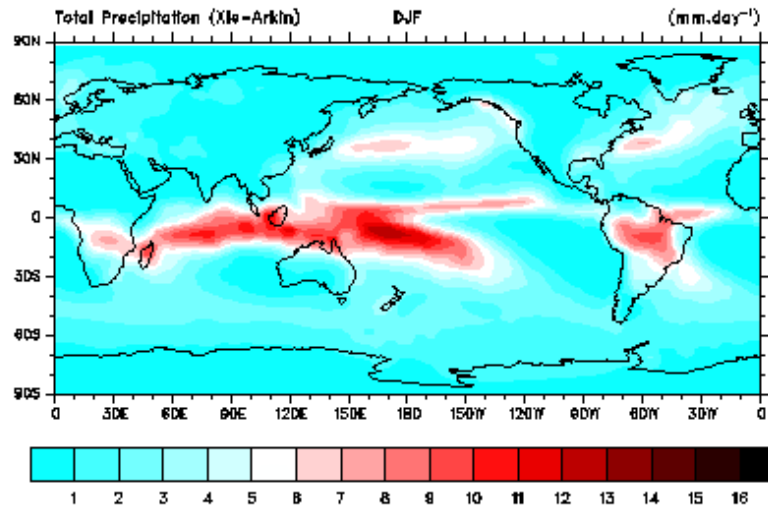 Total Precipitation (Xie-Arkin) DJF (mm.day⁻¹)
90N
60N
30N
0
30S
60S
90S
0 30E 60E 90E 120E 150E 180 150W 120W 90W 60W 30W 0
1 2 3 4 5 6 7 8 9 10 11 12 13 14 15 16